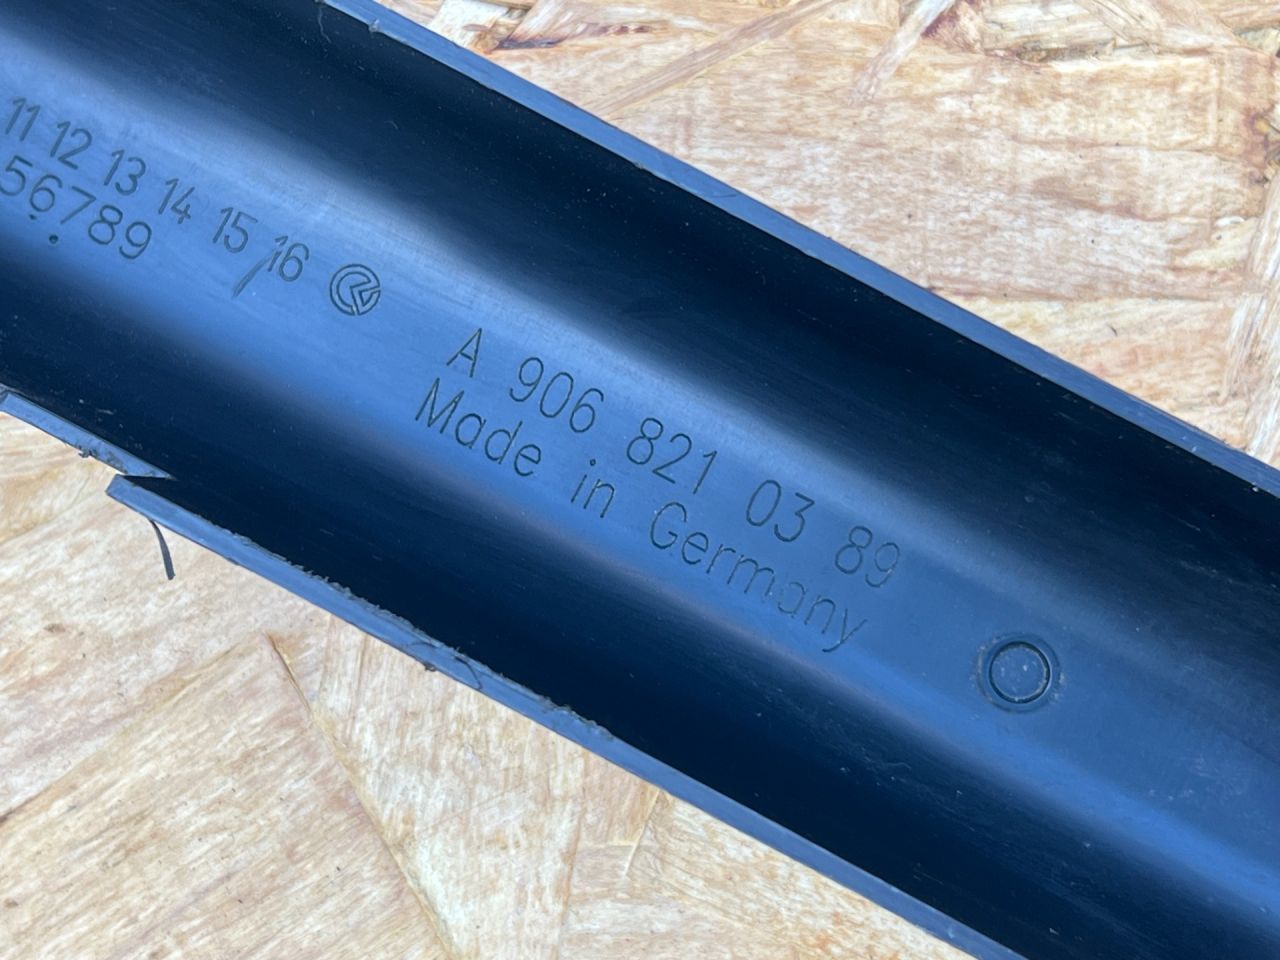 11 12 13 14 15 16
56789
A 906 821 03 89
Made in Germany